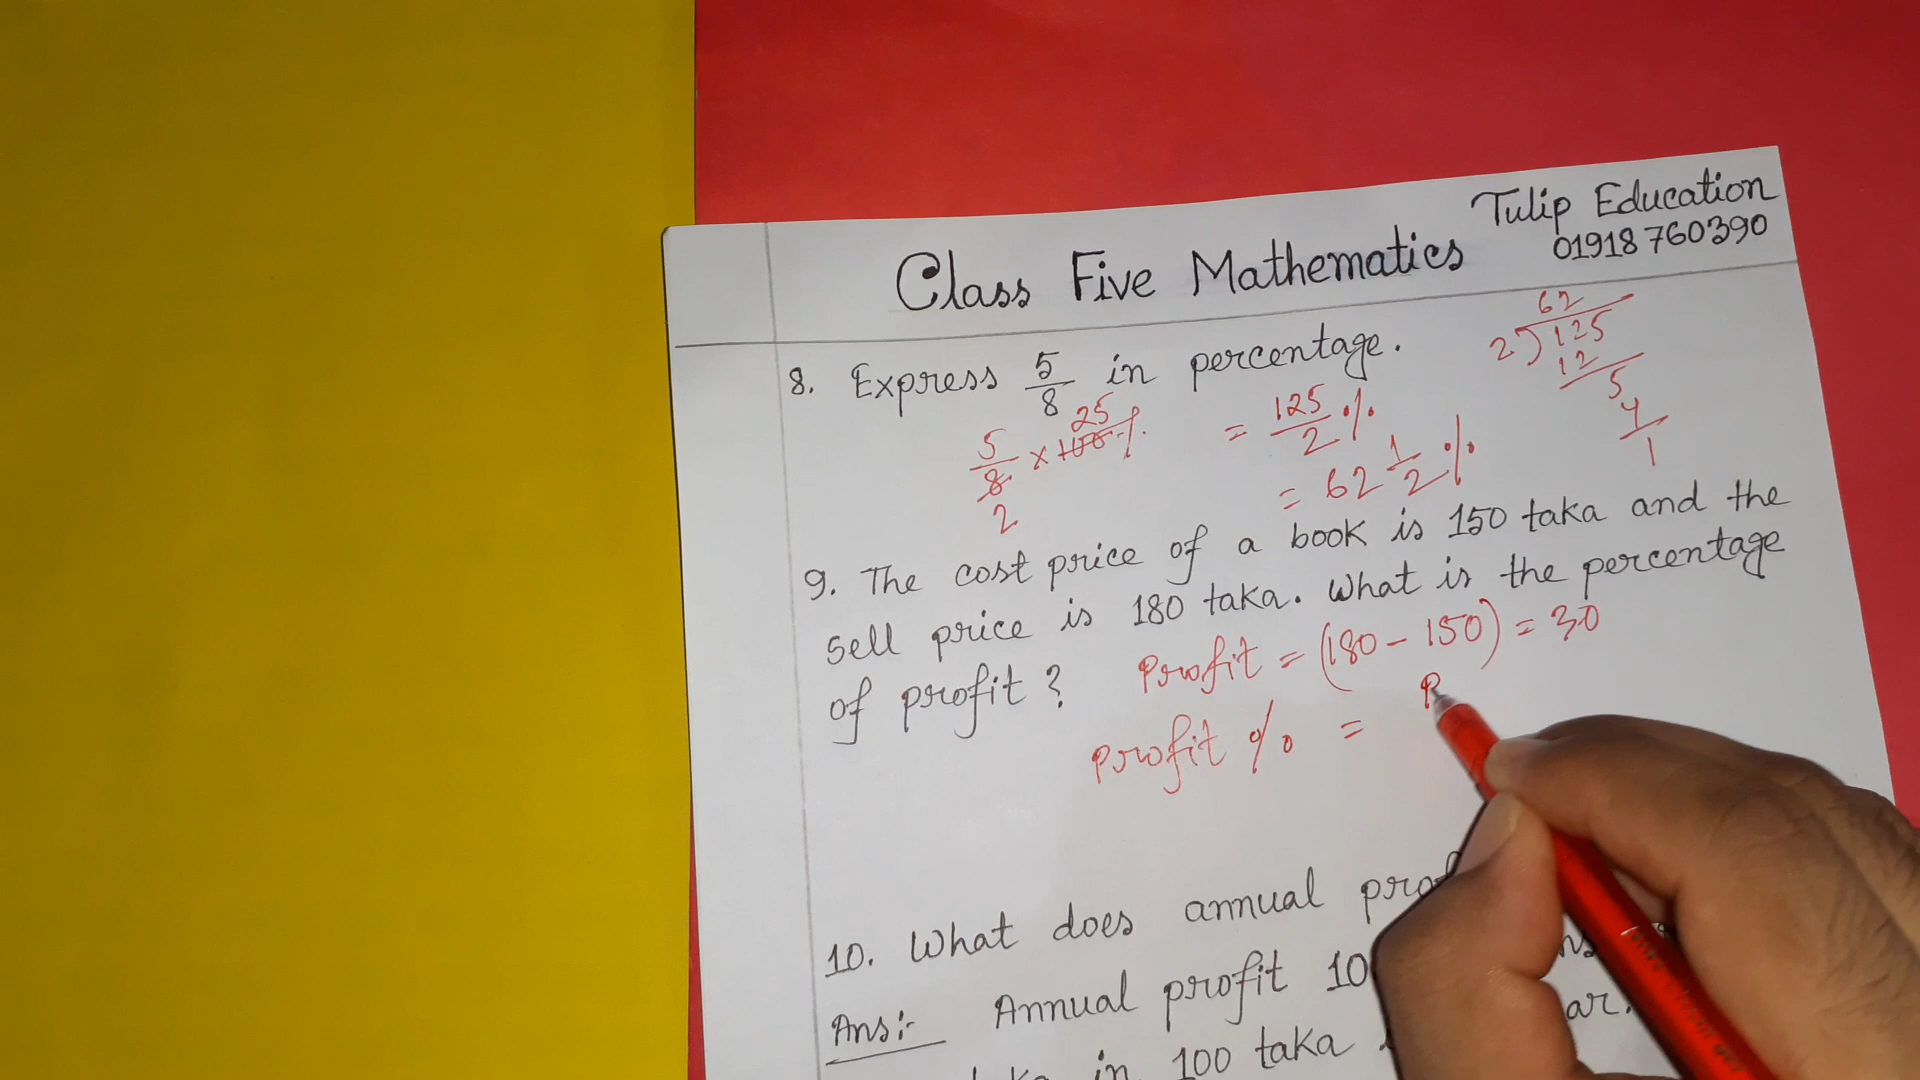 Tulip Education
01918760390
Class Five Mathematics
8. Express 5/8 in percentage.
5/8 × 100% = 125/2 %
25
2
= 62 1/2 %
62
2) 125
12
5
4
1
9. The cost price of a book is 150 taka and the
sell price is 180 taka. What is the percentage
of profit?
Profit = (180 - 150) = 30
Profit % = P
10. What does annual
Ans:- Annual profit 10
ar.
in 100 taka